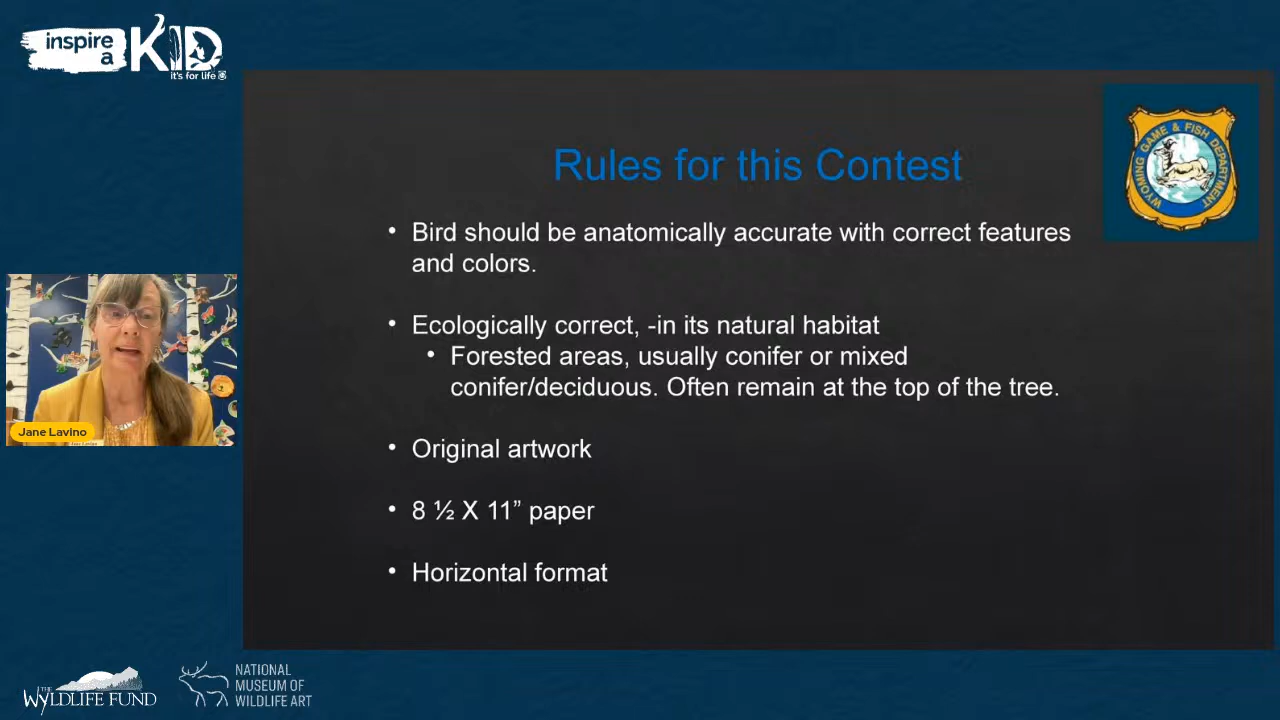 inspire
a
KID
it's for life
Rules for this Contest
WYOMING GAME & FISH DEPARTMENT
• Bird should be anatomically accurate with correct features
and colors.
• Ecologically correct, -in its natural habitat
• Forested areas, usually conifer or mixed
conifer/deciduous. Often remain at the top of the tree.
• Original artwork
• 8 ½ X 11” paper
• Horizontal format
Jane Lavino
THE
WYLDLIFE FUND
NATIONAL
MUSEUM OF
WILDLIFE ART